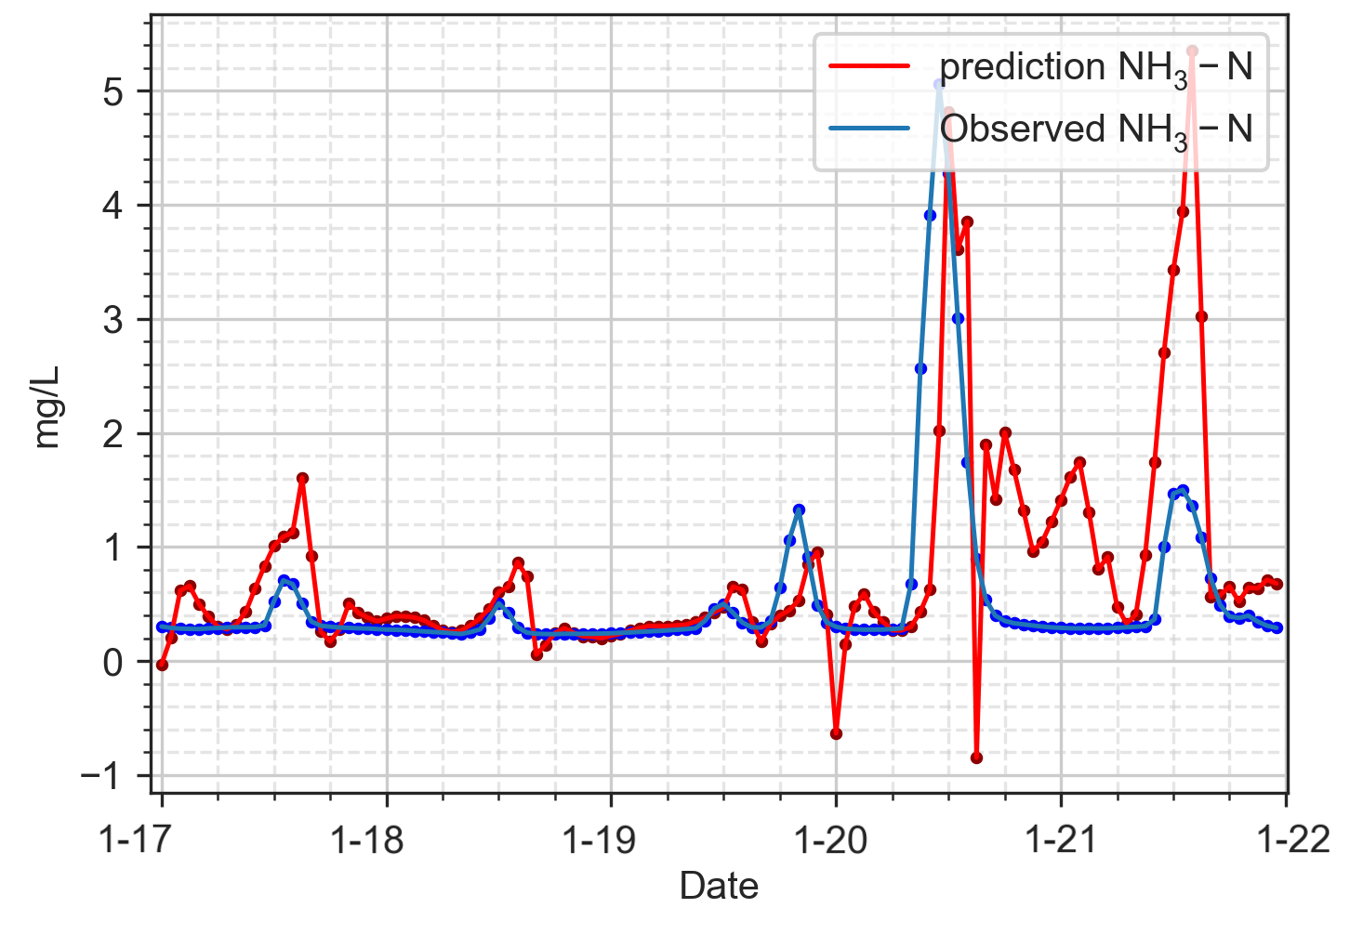 prediction NH₃ − N
Observed NH₃ − N
5
4
3
2
1
0
−1
mg/L
1-17 1-18 1-19 1-20 1-21 1-22
Date